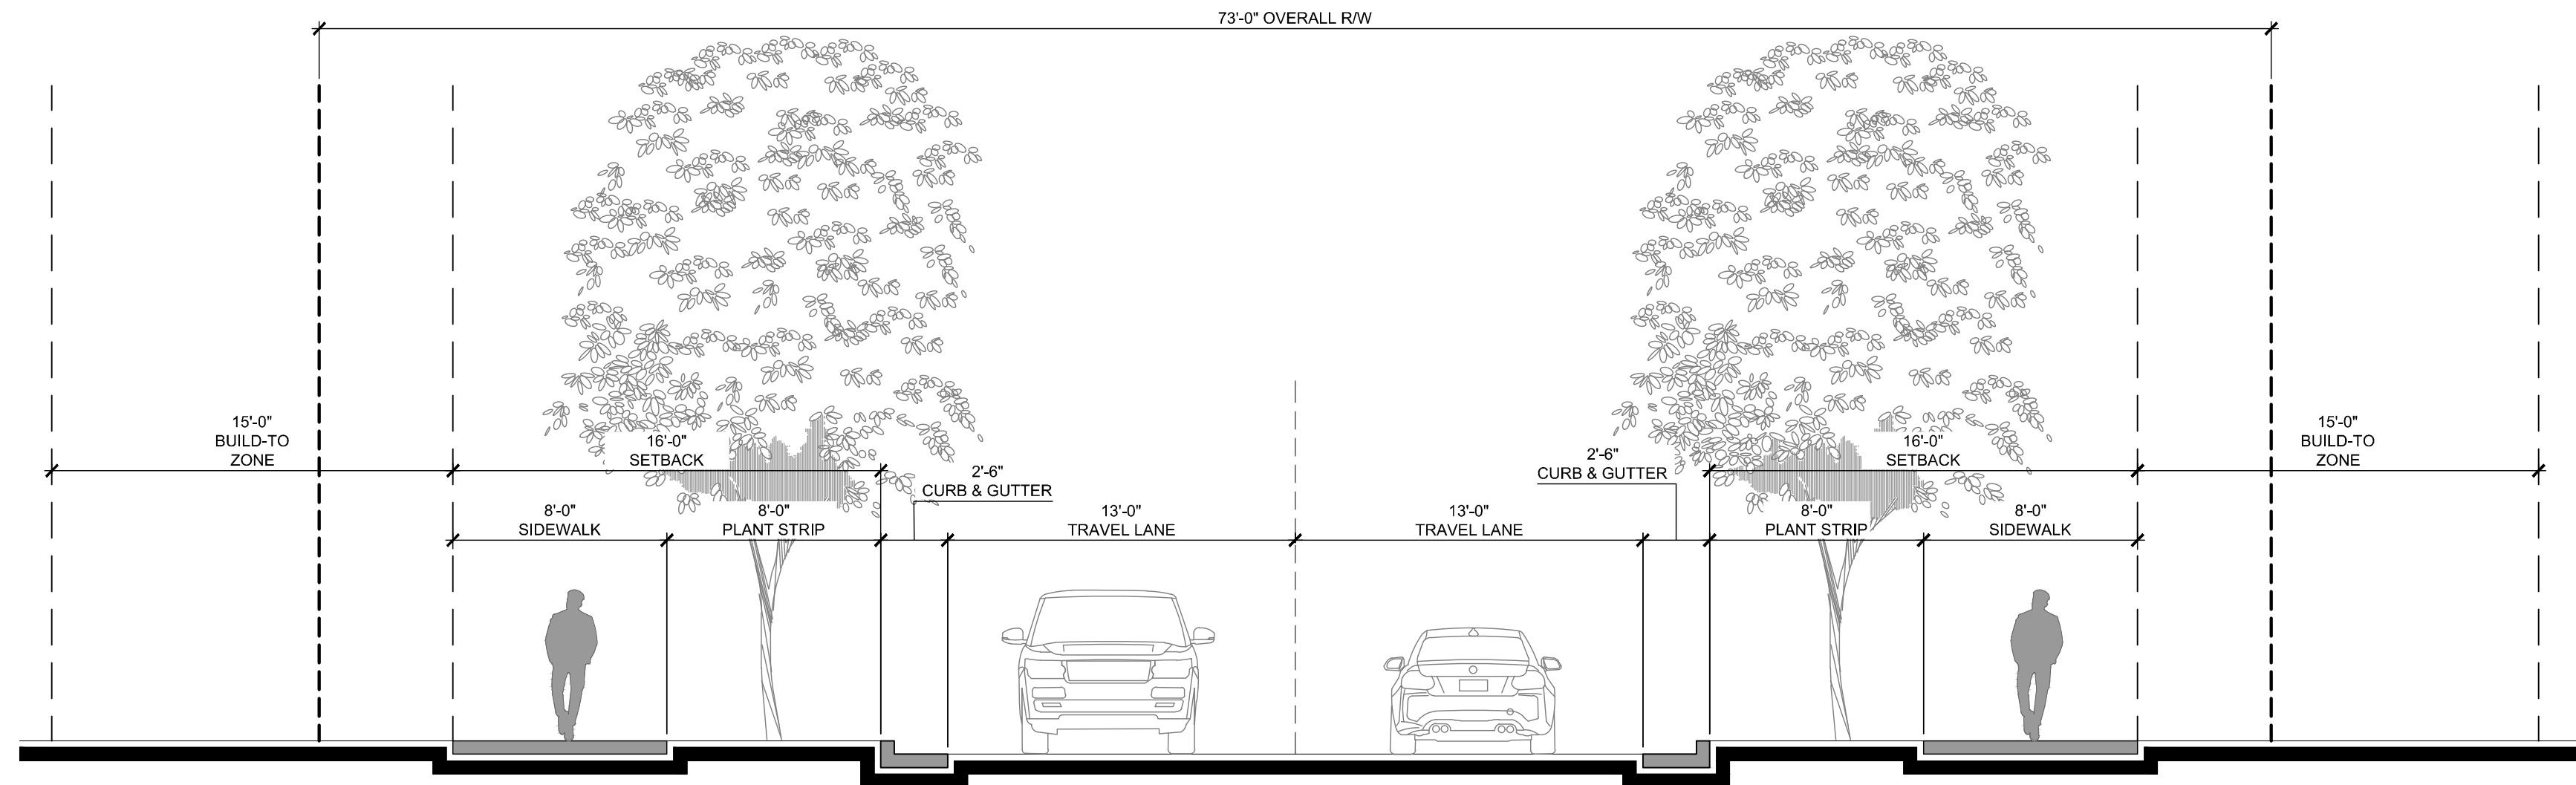 73'-0" OVERALL R/W
15'-0"
BUILD-TO
ZONE
16'-0"
SETBACK
2'-6"
CURB & GUTTER
2'-6"
CURB & GUTTER
16'-0"
SETBACK
15'-0"
BUILD-TO
ZONE
8'-0"
SIDEWALK
8'-0"
PLANT STRIP
13'-0"
TRAVEL LANE
13'-0"
TRAVEL LANE
8'-0"
PLANT STRIP
8'-0"
SIDEWALK